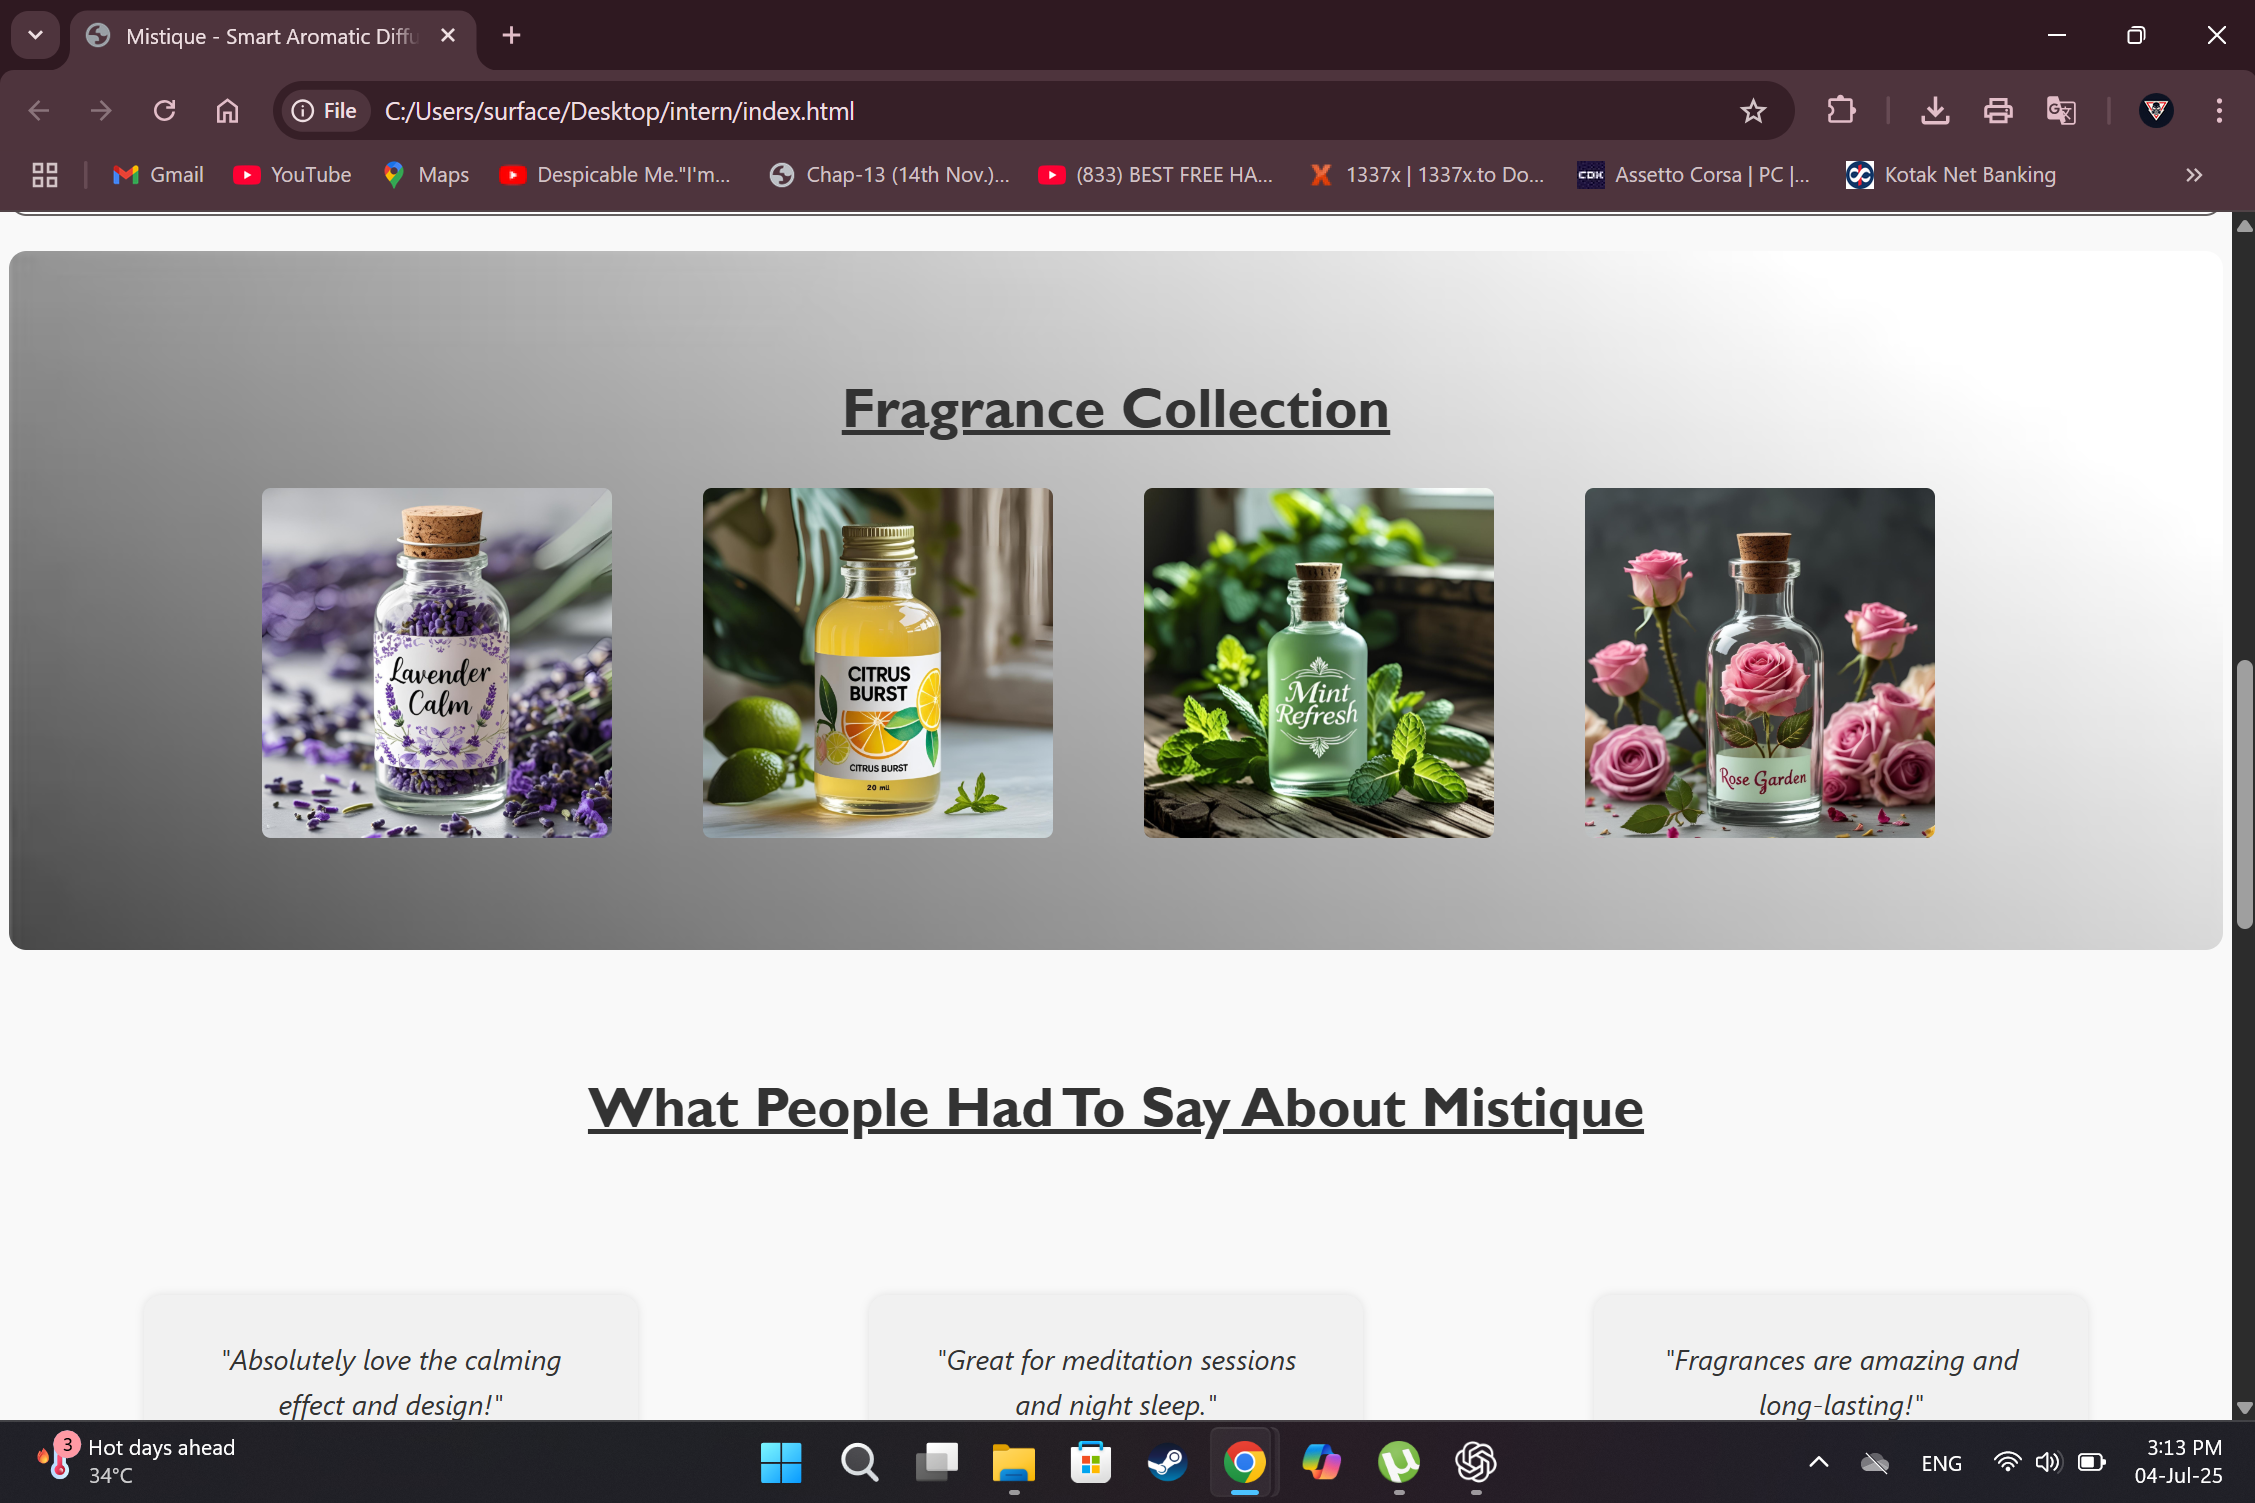 Mistique - Smart Aromatic Diffu
File
C:/Users/surface/Desktop/intern/index.html
Gmail
YouTube
Maps
Despicable Me."I'm...
Chap-13 (14th Nov.)...
(833) BEST FREE HA...
1337x | 1337x.to Do...
CDK
Assetto Corsa | PC |...
Kotak Net Banking
Fragrance Collection
Lavender
Calm
CITRUS
BURST
CITRUS BURST
20 ml
Mint
Refresh
Rose Garden
What People Had To Say About Mistique
"Absolutely love the calming
effect and design!"
"Great for meditation sessions
and night sleep."
"Fragrances are amazing and
long-lasting!"
3
Hot days ahead
34°C
ENG
3:13 PM
04-Jul-25